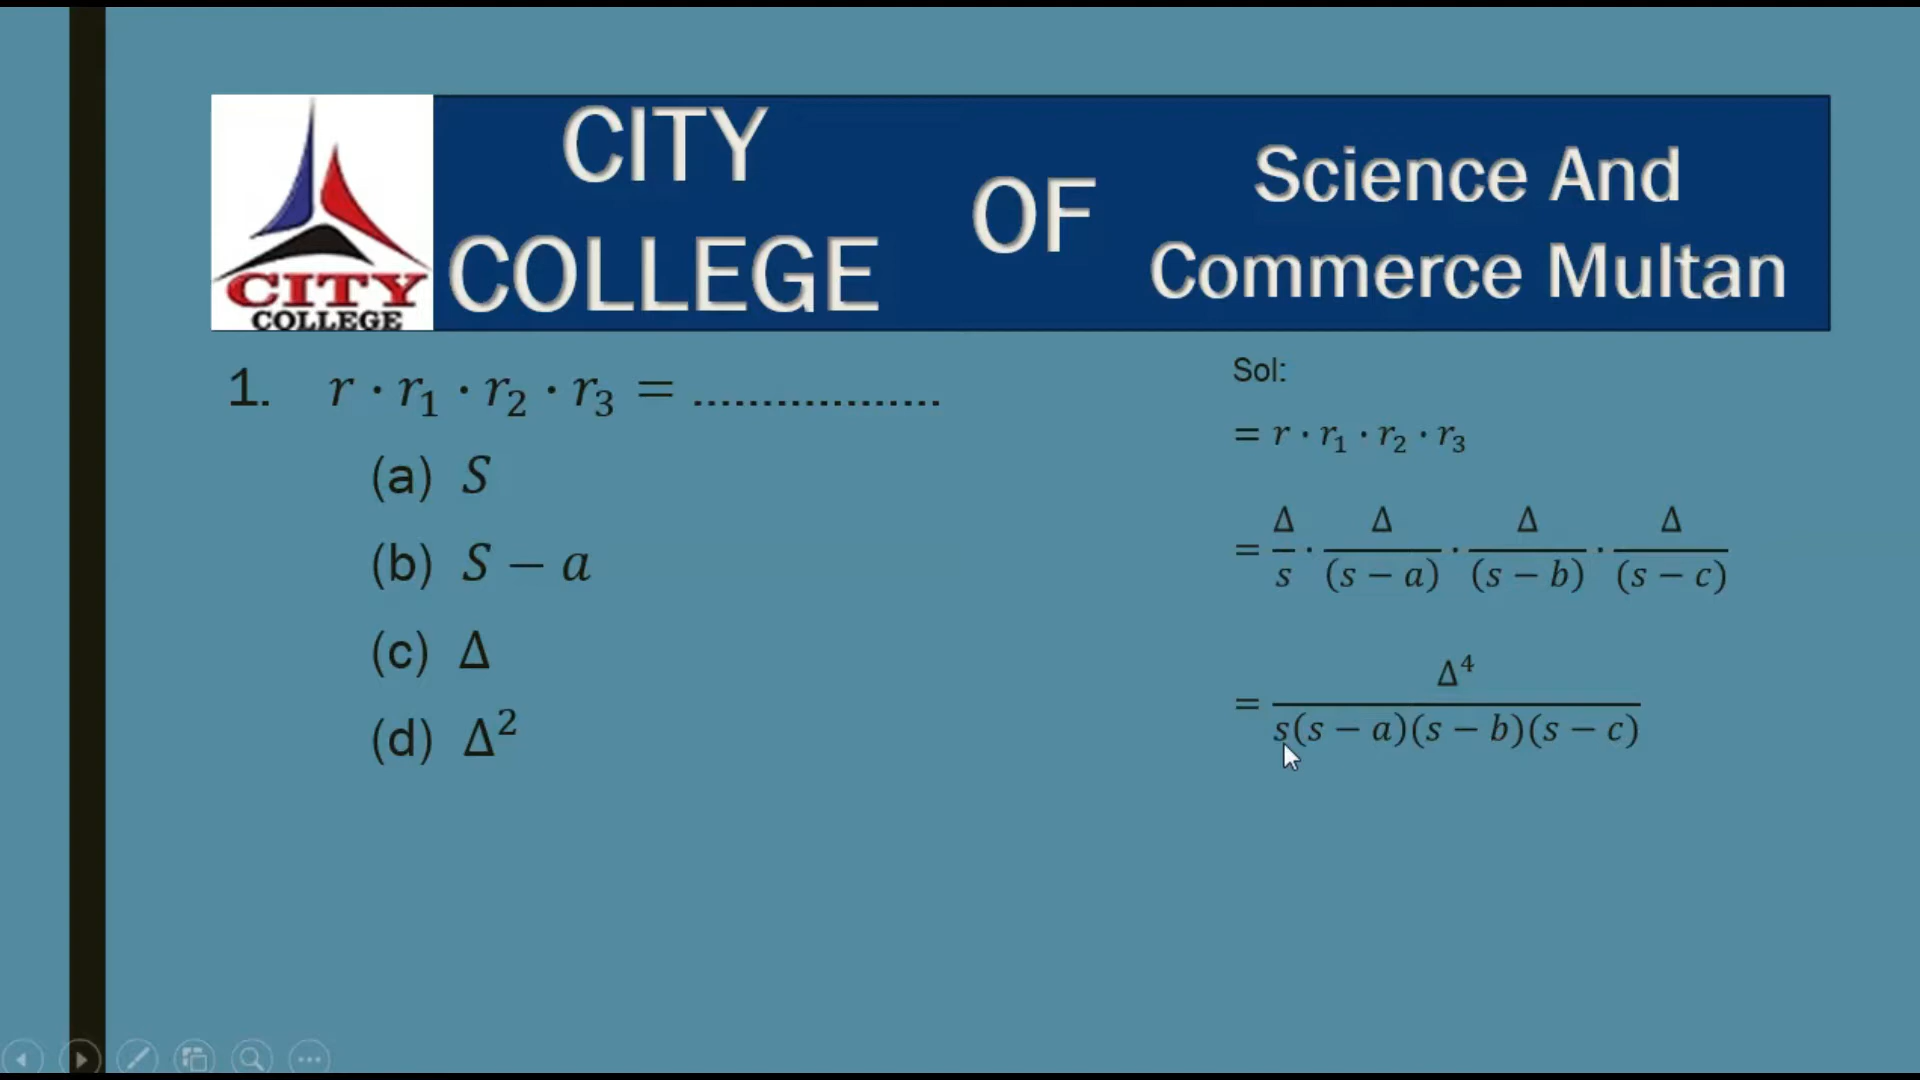 CITY
COLLEGE
CITY
COLLEGE
OF
Science And
Commerce Multan
1. r · r₁ · r₂ · r₃ = ..................
(a) S
(b) S − a
(c) Δ
(d) Δ²
Sol:
= r · r₁ · r₂ · r₃
= Δ/s · Δ/(s − a) · Δ/(s − b) · Δ/(s − c)
= Δ⁴/s(s − a)(s − b)(s − c)